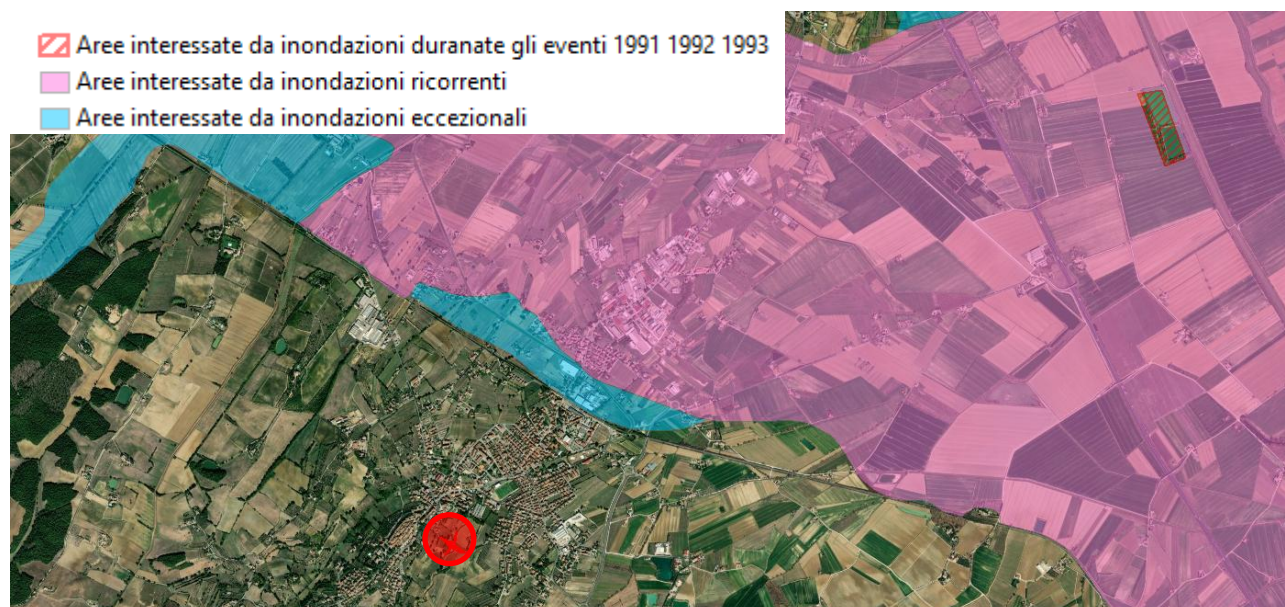 Aree interessate da inondazioni duranate gli eventi 1991 1992 1993
Aree interessate da inondazioni ricorrenti
Aree interessate da inondazioni eccezionali